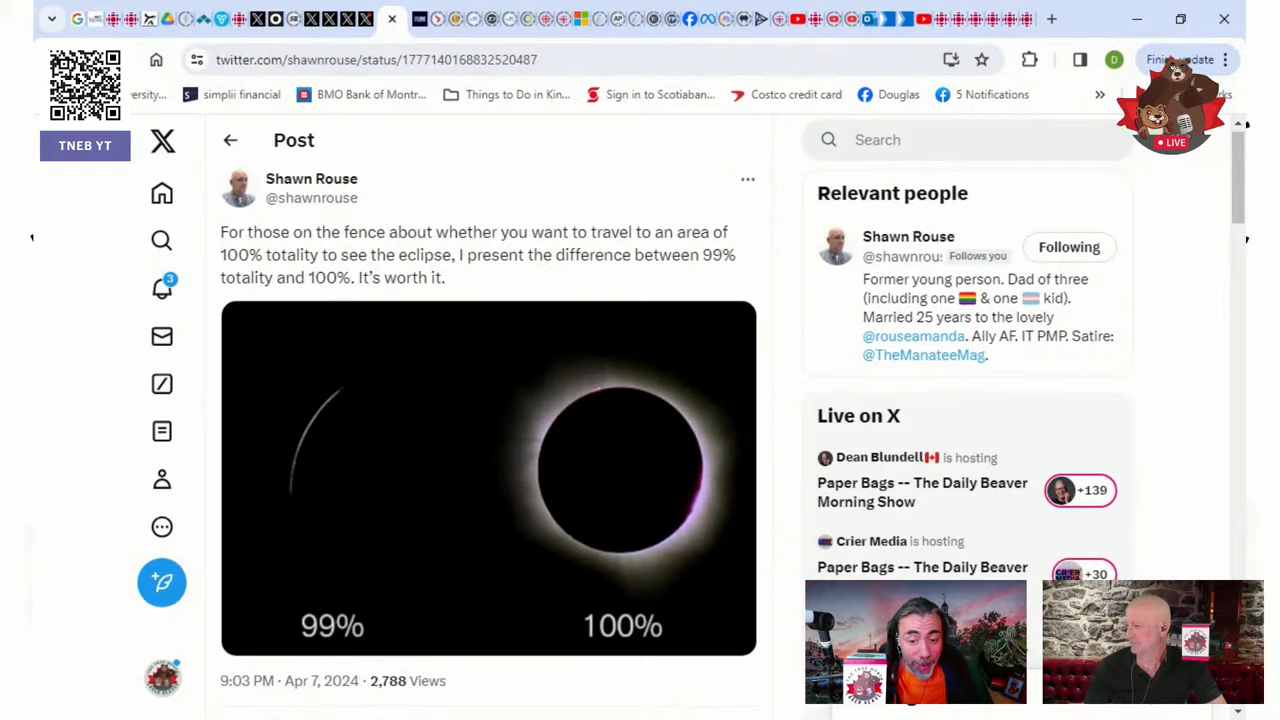 twitter.com/shawnrouse/status/1777140168832520487
Finish update
ersity...
simplii financial
BMO Bank of Montr...
Things to Do in Kin...
Sign in to Scotiaban...
Costco credit card
Douglas
5 Notifications
»
LIVE
TNEB YT
Post
Search
Shawn Rouse
@shawnrouse
For those on the fence about whether you want to travel to an area of
100% totality to see the eclipse, I present the difference between 99%
totality and 100%. It's worth it.
99%
100%
9:03 PM · Apr 7, 2024 · 2,788 Views
3
Relevant people
Shawn Rouse
@shawnrou:
Follows you
Following
Former young person. Dad of three
(including one 🏳️‍🌈 & one 🏳️‍⚧️ kid).
Married 25 years to the lovely
@rouseamanda. Ally AF. IT PMP. Satire:
@TheManateeMag.
Live on X
Dean Blundell🇨🇦 is hosting
Paper Bags -- The Daily Beaver
Morning Show
+139
Crier Media is hosting
Paper Bags -- The Daily Beaver
+30